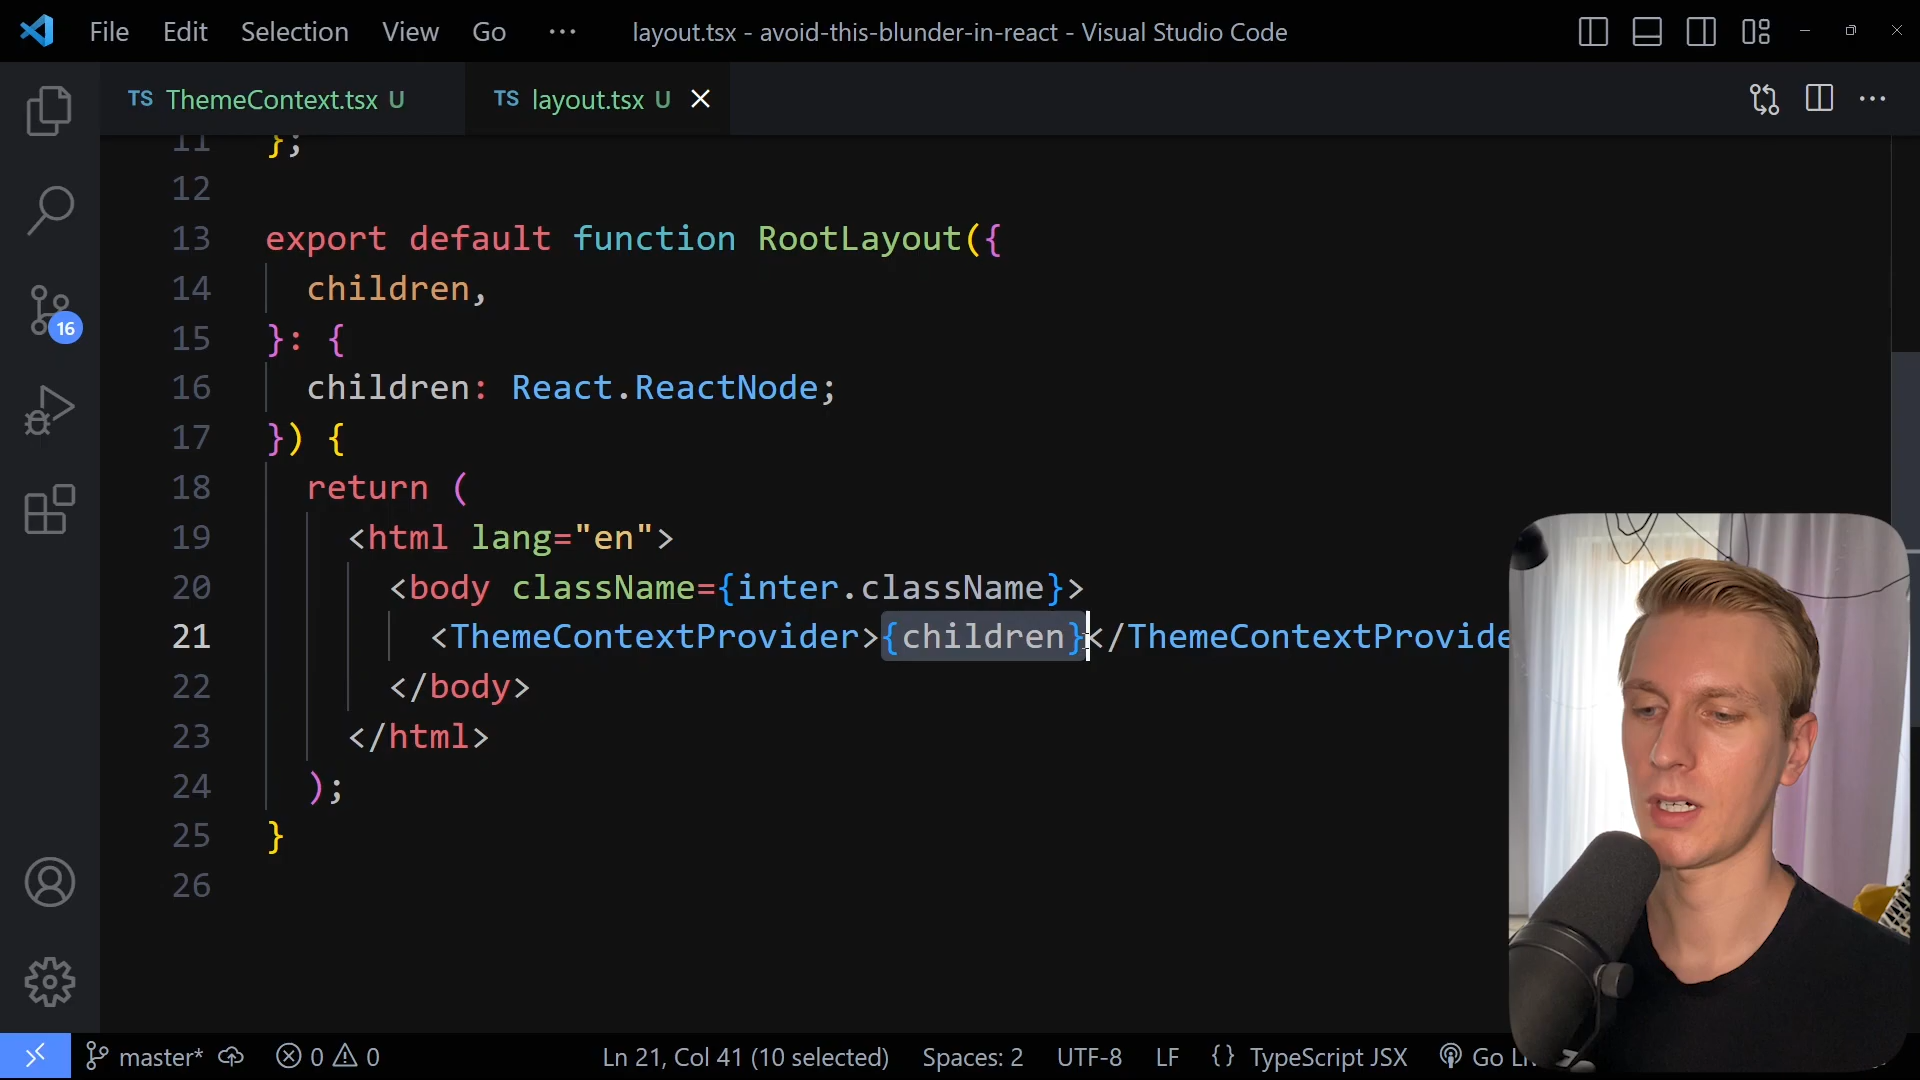 File Edit Selection View Go ··· layout.tsx - avoid-this-blunder-in-react - Visual Studio Code
TS ThemeContext.tsx U TS layout.tsx U
11 };
12
13 export default function RootLayout({
14 children,
15 }: {
16 children: React.ReactNode;
17 }) {
18 return (
19 <html lang="en">
20 <body className={inter.className}>
21 <ThemeContextProvider>{children}</ThemeContextProvide
22 </body>
23 </html>
24 );
25 }
26
16
master* 0 0 Ln 21, Col 41 (10 selected) Spaces: 2 UTF-8 LF {} TypeScript JSX Go